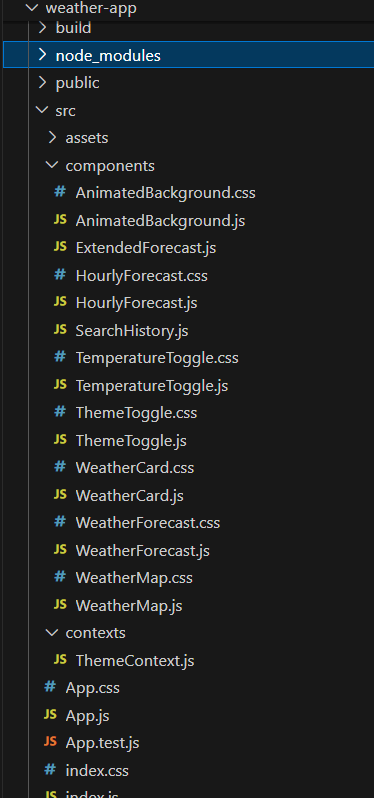 weather-app
build
node_modules
public
src
assets
components
# AnimatedBackground.css
JS AnimatedBackground.js
JS ExtendedForecast.js
# HourlyForecast.css
JS HourlyForecast.js
JS SearchHistory.js
# TemperatureToggle.css
JS TemperatureToggle.js
# ThemeToggle.css
JS ThemeToggle.js
# WeatherCard.css
JS WeatherCard.js
# WeatherForecast.css
JS WeatherForecast.js
# WeatherMap.css
JS WeatherMap.js
contexts
JS ThemeContext.js
# App.css
JS App.js
JS App.test.js
# index.css
JS index.js